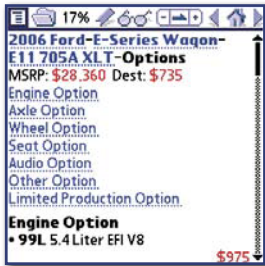 17%
2006 Ford-E-Series Wagon-
E11 705A XLT-Options
MSRP: $28,360 Dest: $735
Engine Option
Axle Option
Wheel Option
Seat Option
Audio Option
Other Option
Limited Production Option
Engine Option
• 99L 5.4 Liter EFI V8
$975